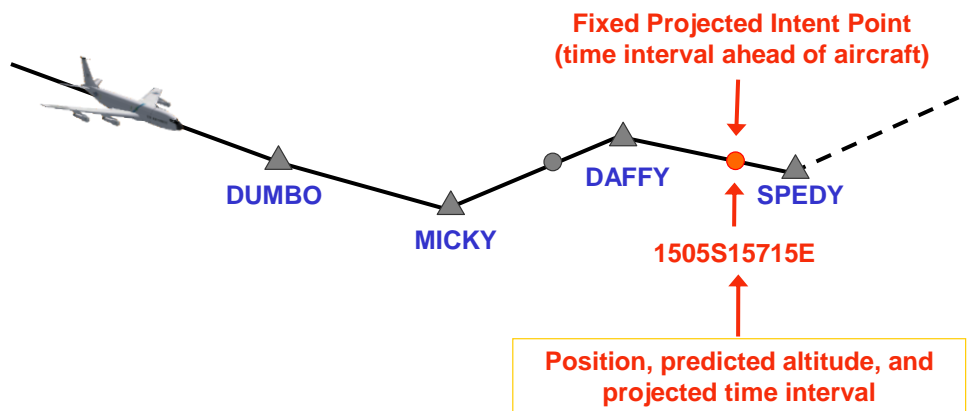 Fixed Projected Intent Point
(time interval ahead of aircraft)
DUMBO
MICKY
DAFFY
SPEDY
1505S15715E
Position, predicted altitude, and
projected time interval